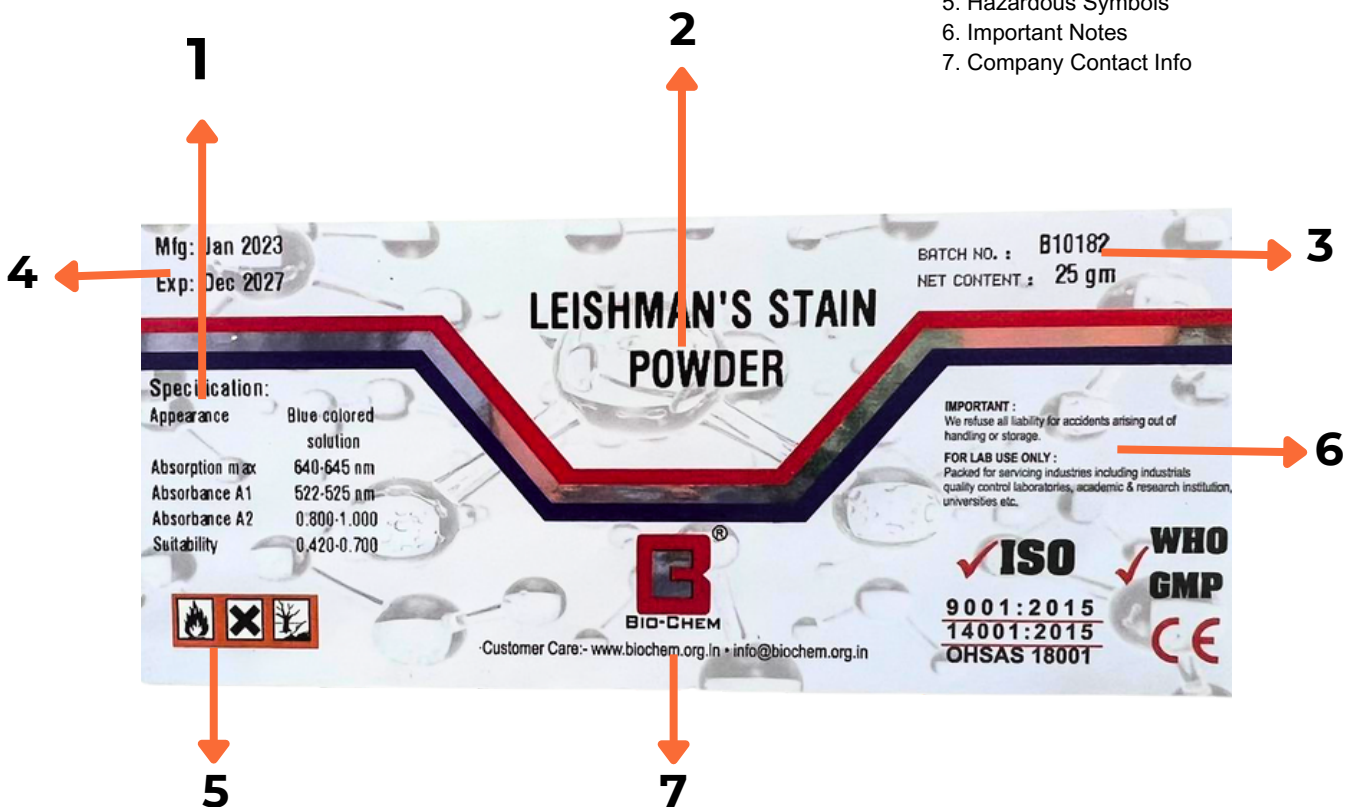 5. Hazardous Symbols
6. Important Notes
7. Company Contact Info
1
2
3
4
Mfg: Jan 2023
Exp: Dec 2027
LEISHMAN'S STAIN
POWDER
BATCH NO. : B10182
NET CONTENT : 25 gm
Specification:
Appearance Blue colored
solution
Absorption max 640-645 nm
Absorbance A1 522-525 nm
Absorbance A2 0.800-1.000
Suitability 0.420-0.700
IMPORTANT :
We refuse all liability for accidents arising out of
handling or storage.
FOR LAB USE ONLY :
Packed for servicing industries including industrials
quality control laboratories, academic & research institution,
universities etc.
6
®
BIO-CHEM
Customer Care:- www.biochem.org.In • info@biochem.org.in
ISO
9001:2015
14001:2015
OHSAS 18001
WHO
GMP
CE
5
7